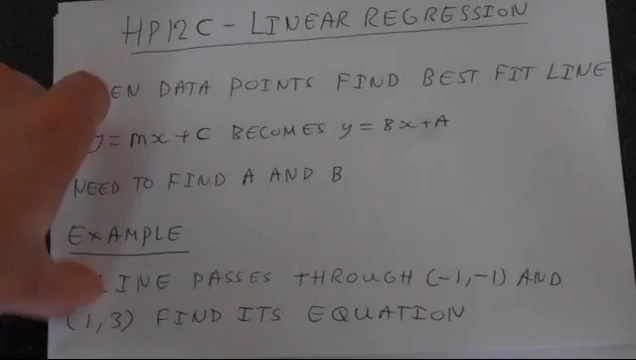 HP12C - LINEAR REGRESSION
EN DATA POINTS FIND BEST FIT LINE
y = mx + C BECOMES y = Bx + A
NEED TO FIND A AND B
EXAMPLE
LINE PASSES THROUGH (-1,-1) AND
(1,3) FIND ITS EQUATION